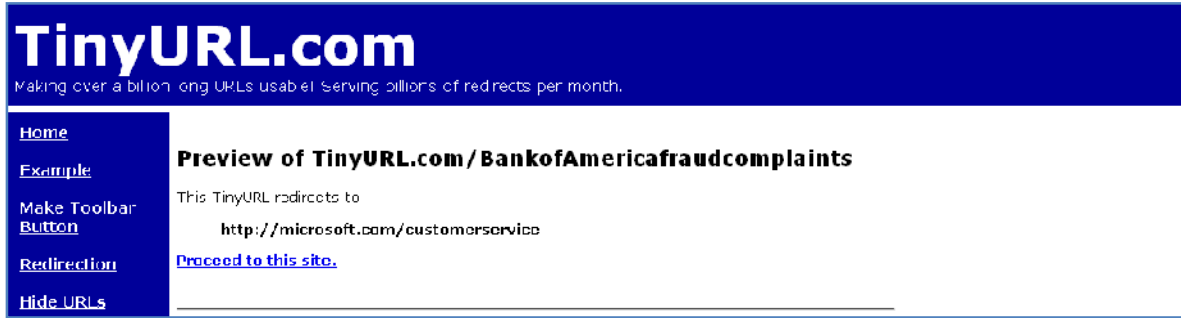 TinyURL.com
Making over a billion long URLs usable! Serving billions of redirects per month.
Home
Example
Make Toolbar
Button
Redirection
Hide URLs
Preview of TinyURL.com/BankofAmericafraudcomplaints
This TinyURL redirects to
http://microsoft.com/customerservice
Proceed to this site.